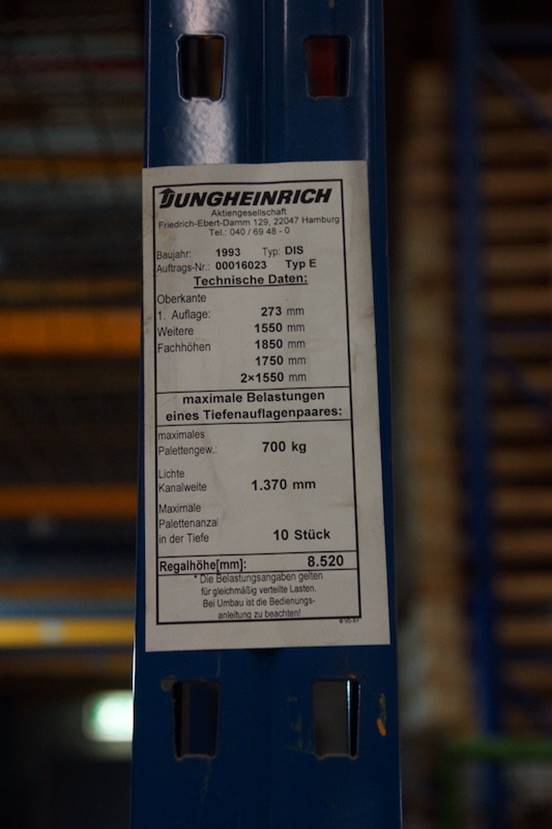 JUNGHEINRICH
Aktiengesellschaft
Friedrich-Ebert-Damm 129, 22047 Hamburg
Tel.: 040 / 69 48 - 0
Baujahr: 1993 Typ: DIS
Auftrags-Nr.: 00016023 Typ E
Technische Daten:
Oberkante
1. Auflage: 273 mm
Weitere 1550 mm
Fachhöhen 1850 mm
1750 mm
2×1550 mm
maximale Belastungen
eines Tiefenauflagenpaares:
maximales
Palettengew.: 700 kg
Lichte
Kanalweite 1.370 mm
Maximale
Palettenanzal
in der Tiefe 10 Stück
Regalhöhe[mm]: 8.520
* Die Belastungsangaben gelten
für gleichmäßig verteilte Lasten.
Bei Umbau ist die Bedienungs-
anleitung zu beachten!